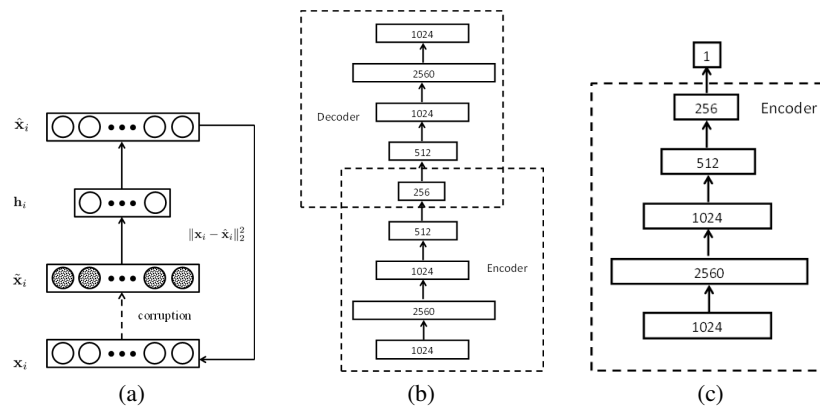 x̂ᵢ
hᵢ
‖xᵢ − x̂ᵢ‖₂²
x̃ᵢ
corruption
xᵢ
(a)
1024
2560
Decoder
1024
512
256
512
Encoder
1024
2560
1024
(b)
1
256
Encoder
512
1024
2560
1024
(c)